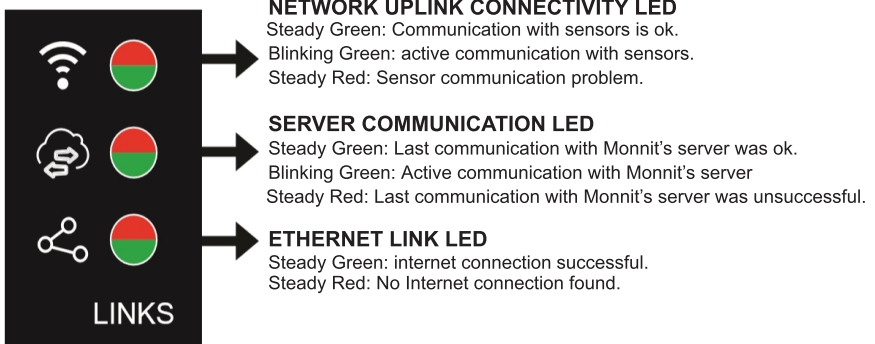 NETWORK UPLINK CONNECTIVITY LED
Steady Green: Communication with sensors is ok.
Blinking Green: active communication with sensors.
Steady Red: Sensor communication problem.
SERVER COMMUNICATION LED
Steady Green: Last communication with Monnit’s server was ok.
Blinking Green: Active communication with Monnit’s server
Steady Red: Last communication with Monnit’s server was unsuccessful.
ETHERNET LINK LED
Steady Green: internet connection successful.
Steady Red: No Internet connection found.
LINKS